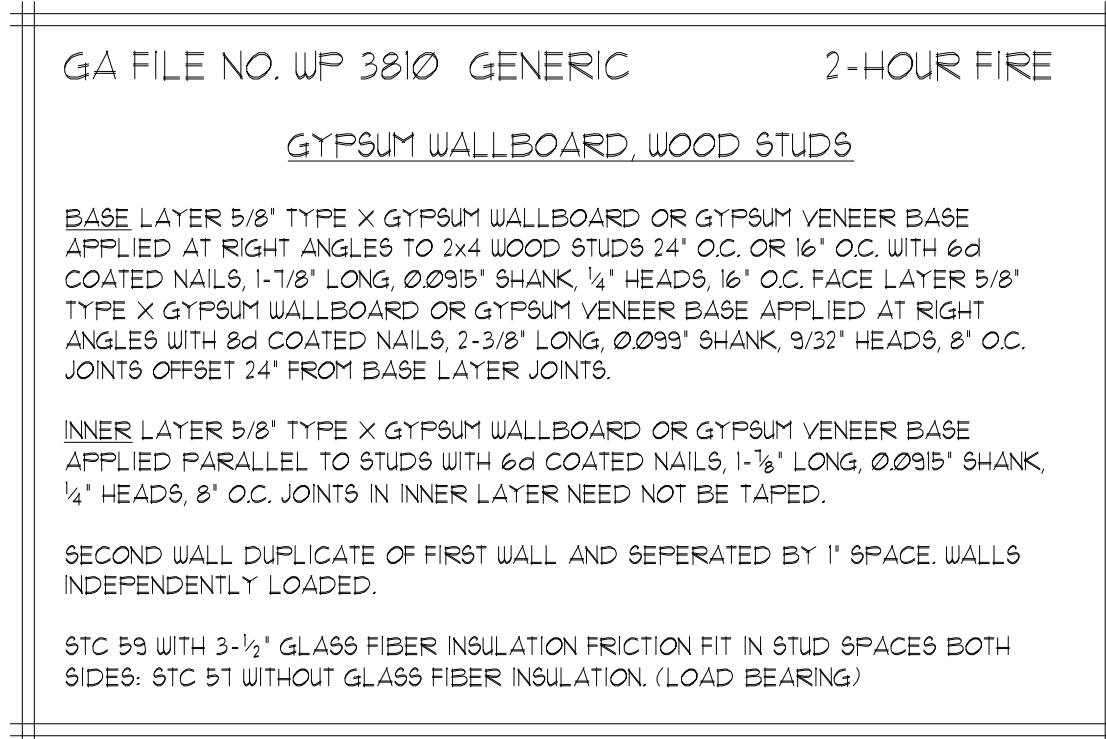 GA FILE NO. WP 3810 GENERIC 2-HOUR FIRE
GYPSUM WALLBOARD, WOOD STUDS
BASE LAYER 5/8" TYPE X GYPSUM WALLBOARD OR GYPSUM VENEER BASE
APPLIED AT RIGHT ANGLES TO 2x4 WOOD STUDS 24" O.C. OR 16" O.C. WITH 6d
COATED NAILS, 1-7/8" LONG, 0.0915" SHANK, 1/4" HEADS, 16" O.C. FACE LAYER 5/8"
TYPE X GYPSUM WALLBOARD OR GYPSUM VENEER BASE APPLIED AT RIGHT
ANGLES WITH 8d COATED NAILS, 2-3/8" LONG, 0.099" SHANK, 9/32" HEADS, 8" O.C.
JOINTS OFFSET 24" FROM BASE LAYER JOINTS.
INNER LAYER 5/8" TYPE X GYPSUM WALLBOARD OR GYPSUM VENEER BASE
APPLIED PARALLEL TO STUDS WITH 6d COATED NAILS, 1-7/8" LONG, 0.0915" SHANK,
1/4" HEADS, 8" O.C. JOINTS IN INNER LAYER NEED NOT BE TAPED.
SECOND WALL DUPLICATE OF FIRST WALL AND SEPERATED BY 1" SPACE. WALLS
INDEPENDENTLY LOADED.
STC 59 WITH 3-1/2" GLASS FIBER INSULATION FRICTION FIT IN STUD SPACES BOTH
SIDES: STC 57 WITHOUT GLASS FIBER INSULATION. (LOAD BEARING)